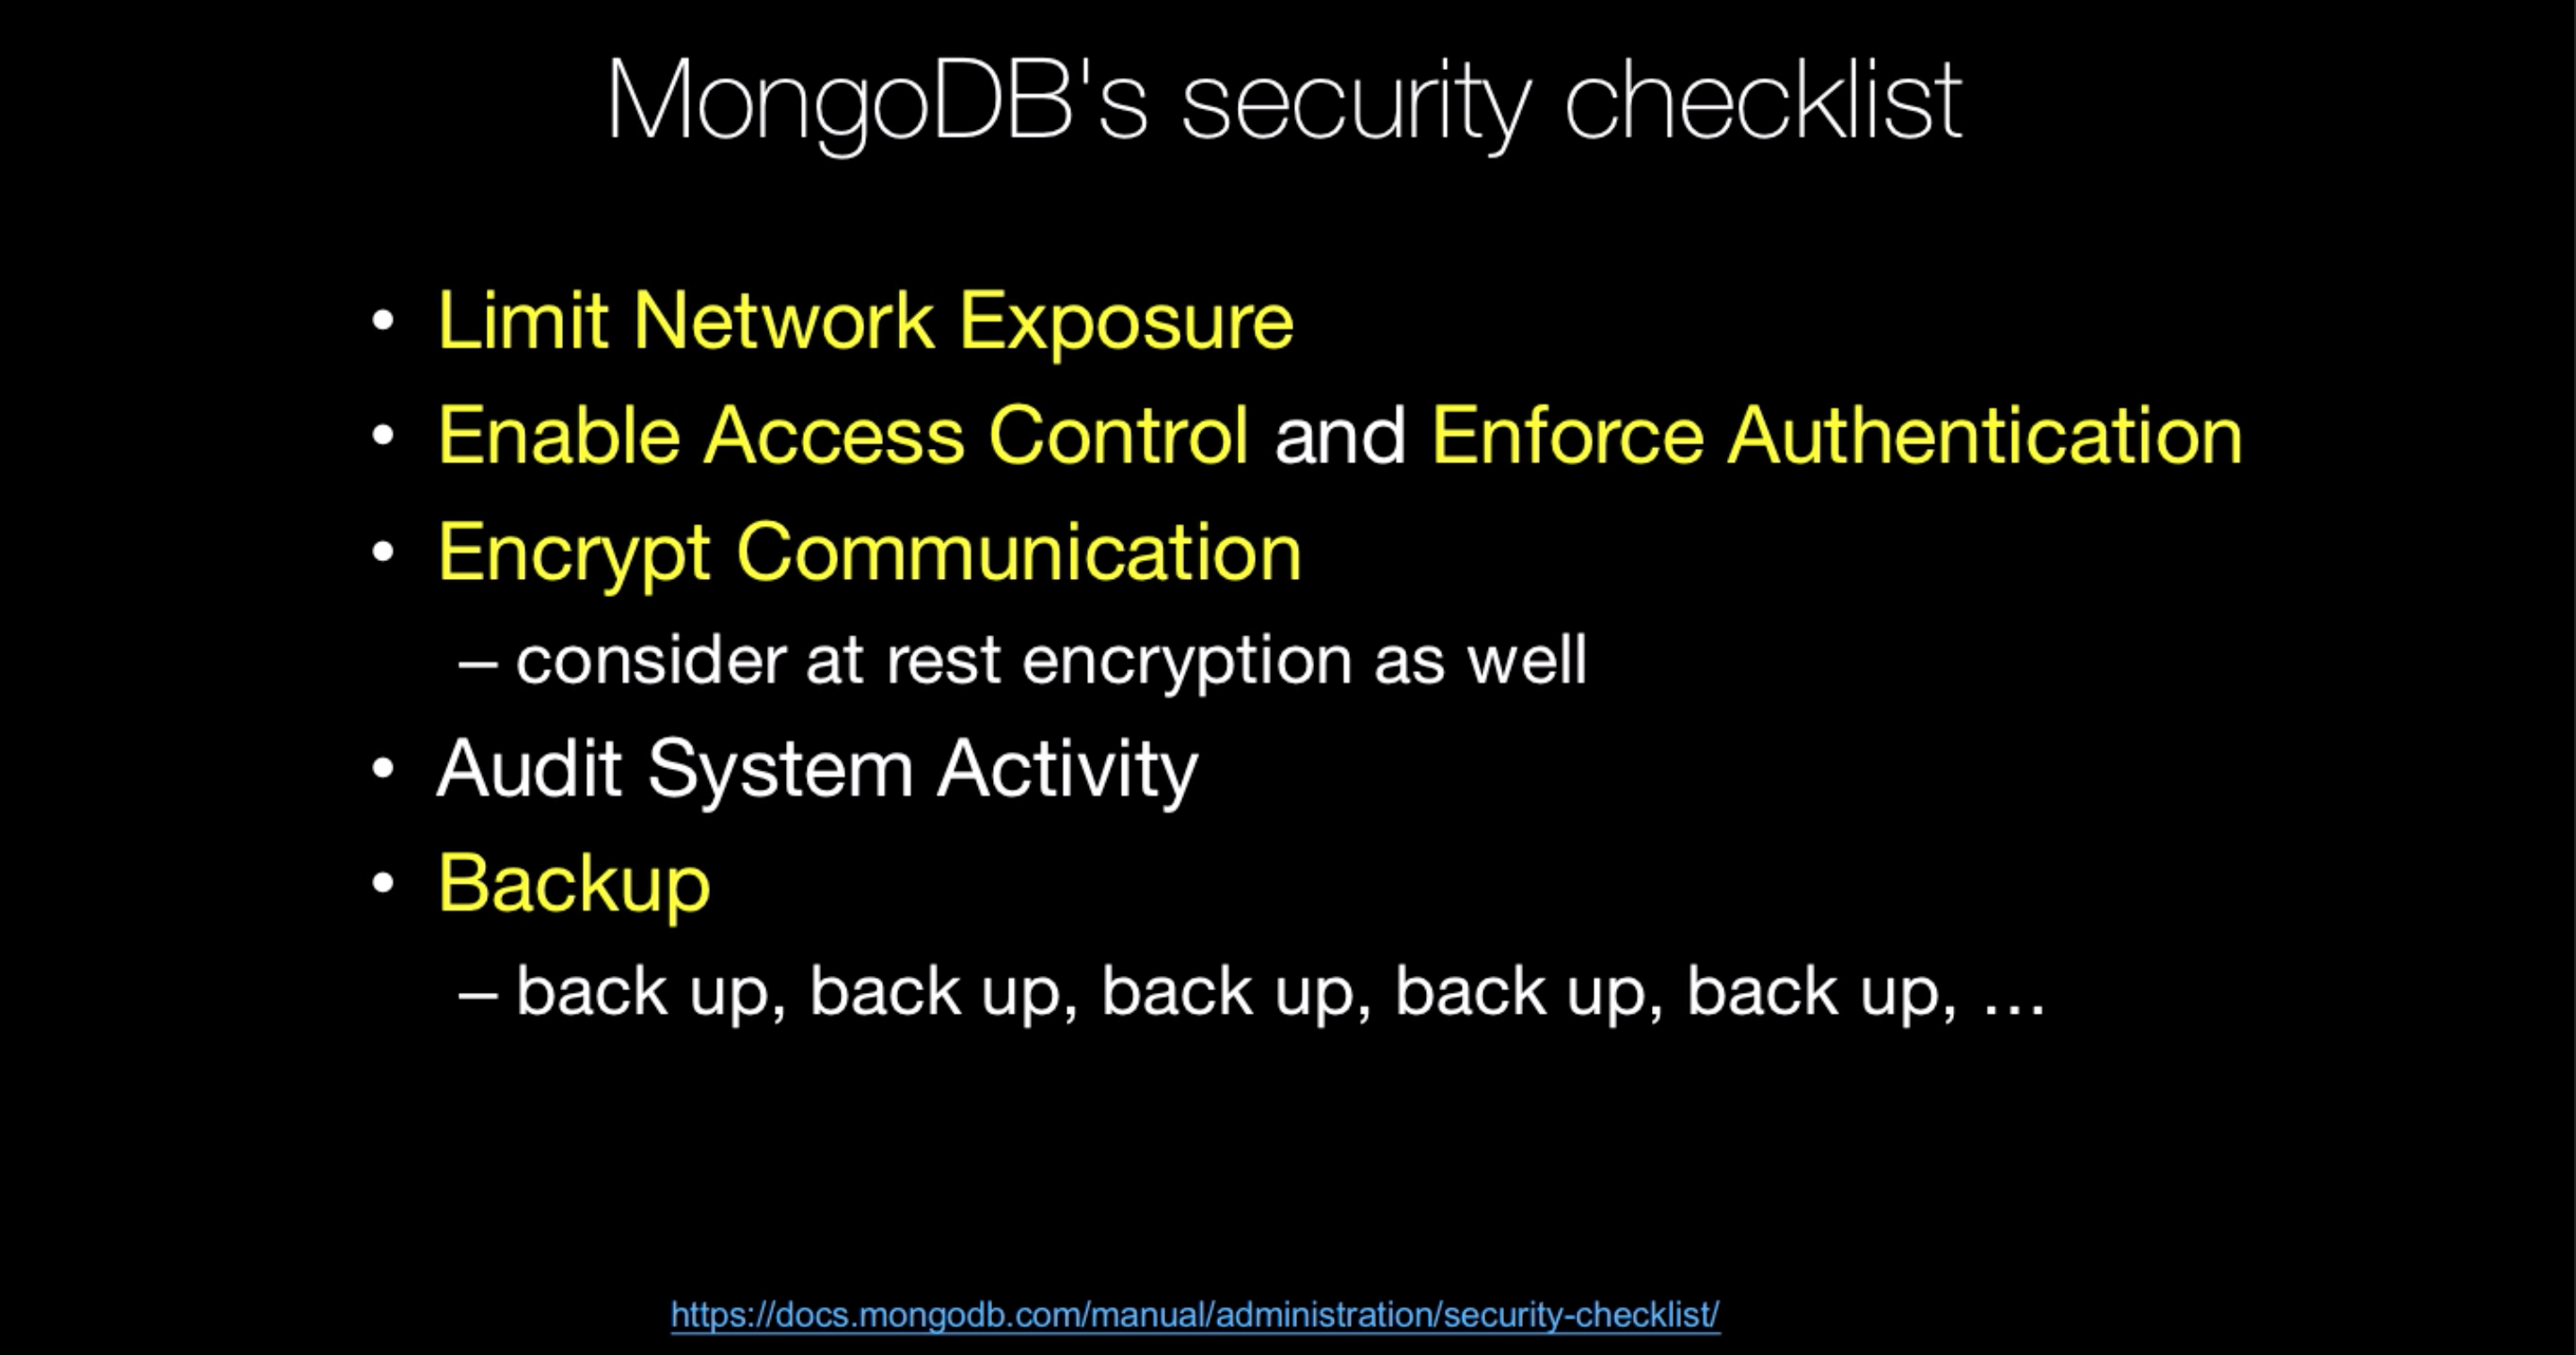 MongoDB's security checklist
• Limit Network Exposure
• Enable Access Control and Enforce Authentication
• Encrypt Communication
– consider at rest encryption as well
• Audit System Activity
• Backup
– back up, back up, back up, back up, back up, …
https://docs.mongodb.com/manual/administration/security-checklist/